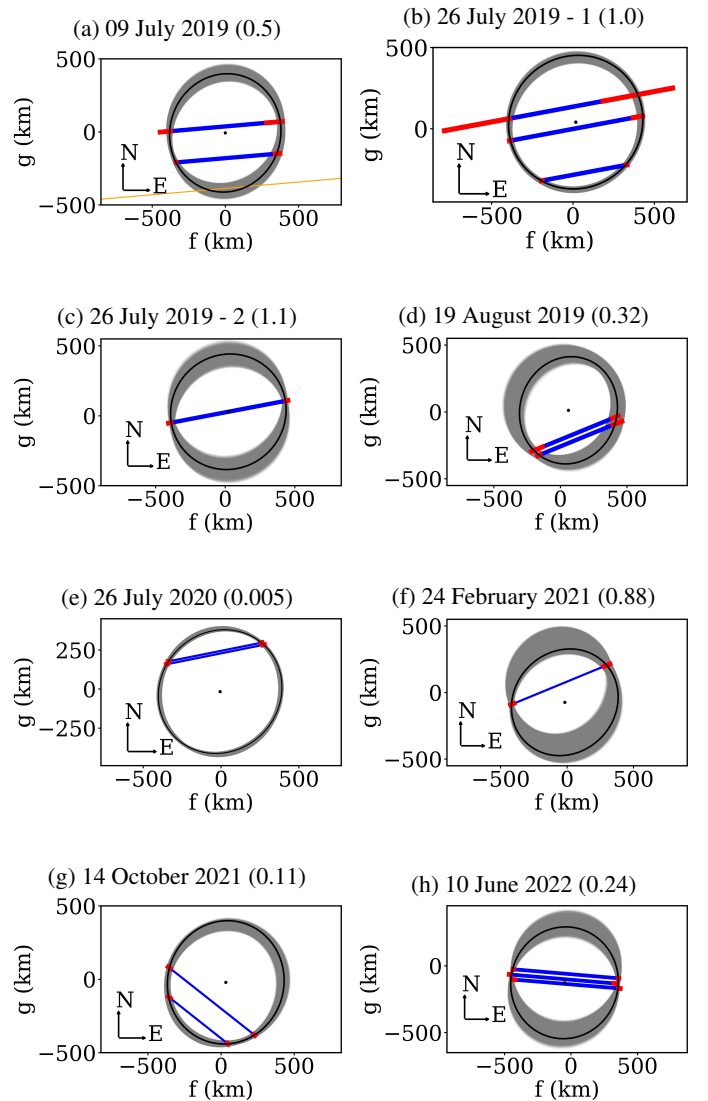 (a) 09 July 2019 (0.5)
500
0
−500
g (km)
N
E
−500
0
500
f (km)
(b) 26 July 2019 - 1 (1.0)
0
g (km)
N
E
−500
0
500
f (km)
(c) 26 July 2019 - 2 (1.1)
500
0
−500
g (km)
N
E
−500
0
500
f (km)
(d) 19 August 2019 (0.32)
500
0
−500
g (km)
N
E
−500
0
500
f (km)
(e) 26 July 2020 (0.005)
250
0
−250
g (km)
N
E
−500
0
500
f (km)
(f) 24 February 2021 (0.88)
500
0
−500
g (km)
N
E
−500
0
500
f (km)
(g) 14 October 2021 (0.11)
500
0
−500
g (km)
N
E
−500
0
500
f (km)
(h) 10 June 2022 (0.24)
0
−500
g (km)
N
E
−500
0
500
f (km)